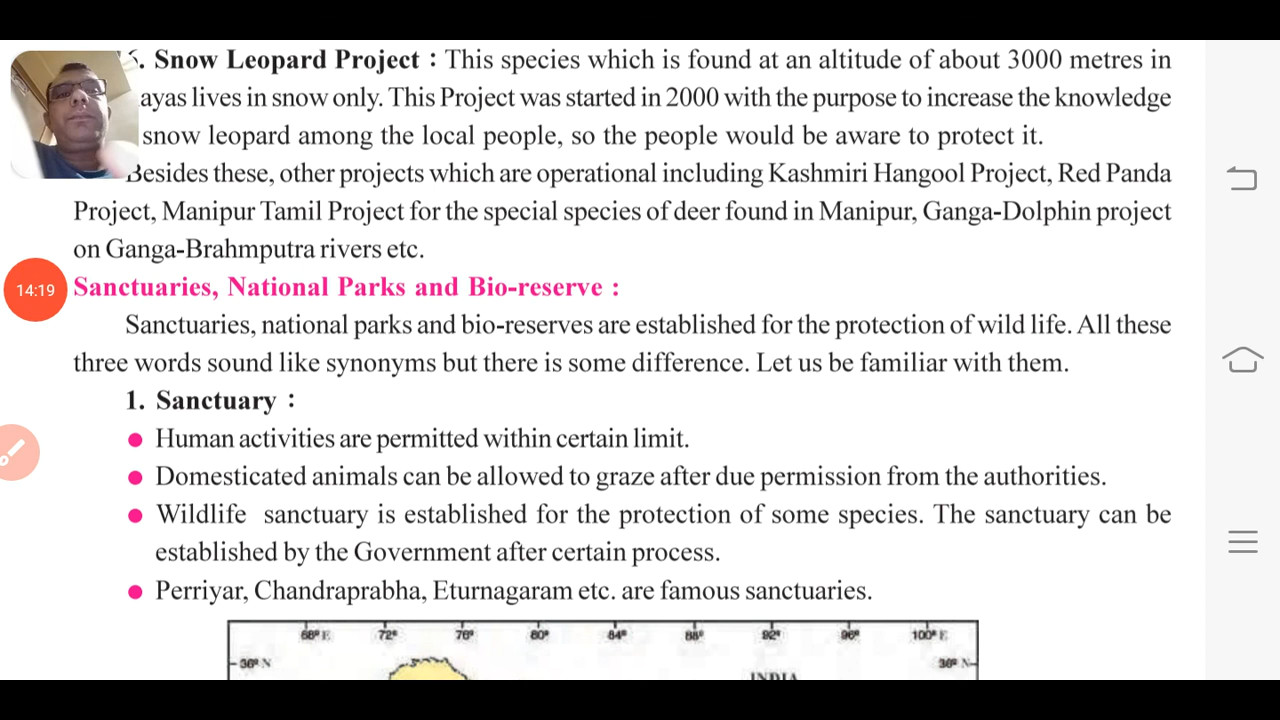 . Snow Leopard Project : This species which is found at an altitude of about 3000 metres in
ayas lives in snow only. This Project was started in 2000 with the purpose to increase the knowledge
snow leopard among the local people, so the people would be aware to protect it.
Besides these, other projects which are operational including Kashmiri Hangool Project, Red Panda
Project, Manipur Tamil Project for the special species of deer found in Manipur, Ganga-Dolphin project
on Ganga-Brahmputra rivers etc.
14:19
Sanctuaries, National Parks and Bio-reserve :
Sanctuaries, national parks and bio-reserves are established for the protection of wild life. All these
three words sound like synonyms but there is some difference. Let us be familiar with them.
1. Sanctuary :
● Human activities are permitted within certain limit.
● Domesticated animals can be allowed to graze after due permission from the authorities.
● Wildlife sanctuary is established for the protection of some species. The sanctuary can be
established by the Government after certain process.
● Perriyar, Chandraprabha, Eturnagaram etc. are famous sanctuaries.
68° E 72° 76° 80° 84° 88° 92° 96° 100° E
36° N 36° N
INDIA